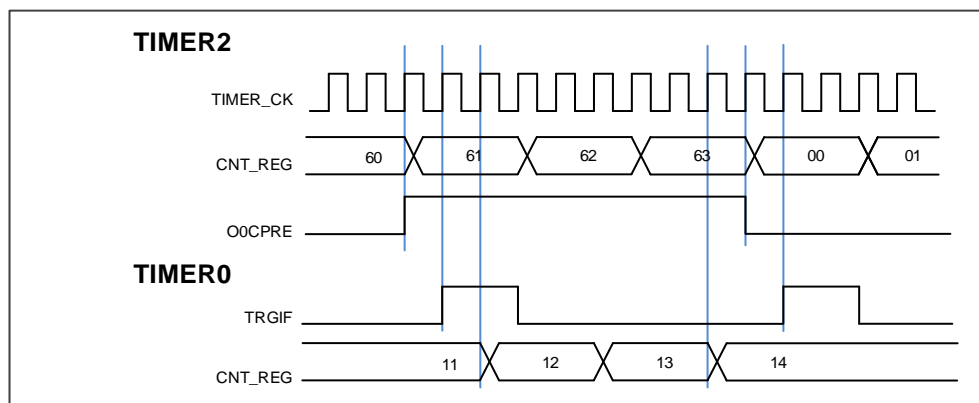 TIMER2
TIMER_CK
CNT_REG 60 61 62 63 00 01
O0CPRE
TIMER0
TRGIF
CNT_REG 11 12 13 14